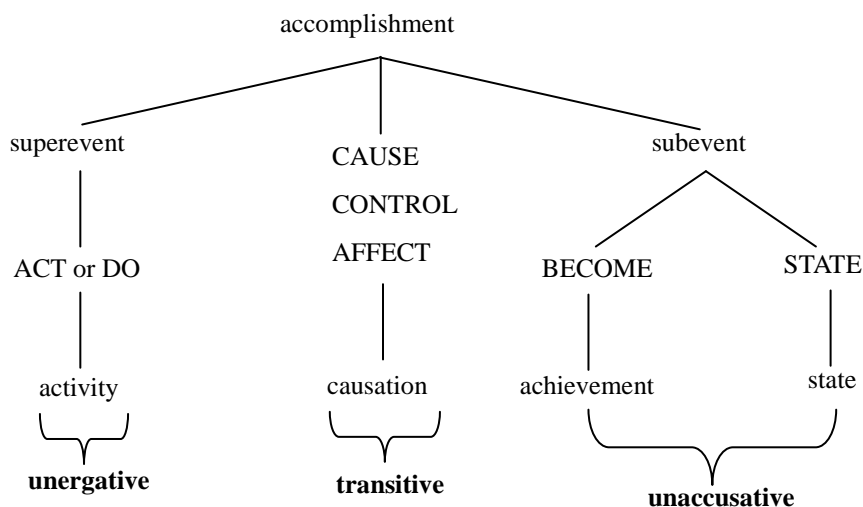 accomplishment
superevent
CAUSE
subevent
CONTROL
AFFECT
ACT or DO
BECOME
STATE
activity
causation
achievement
state
unergative
transitive
unaccusative